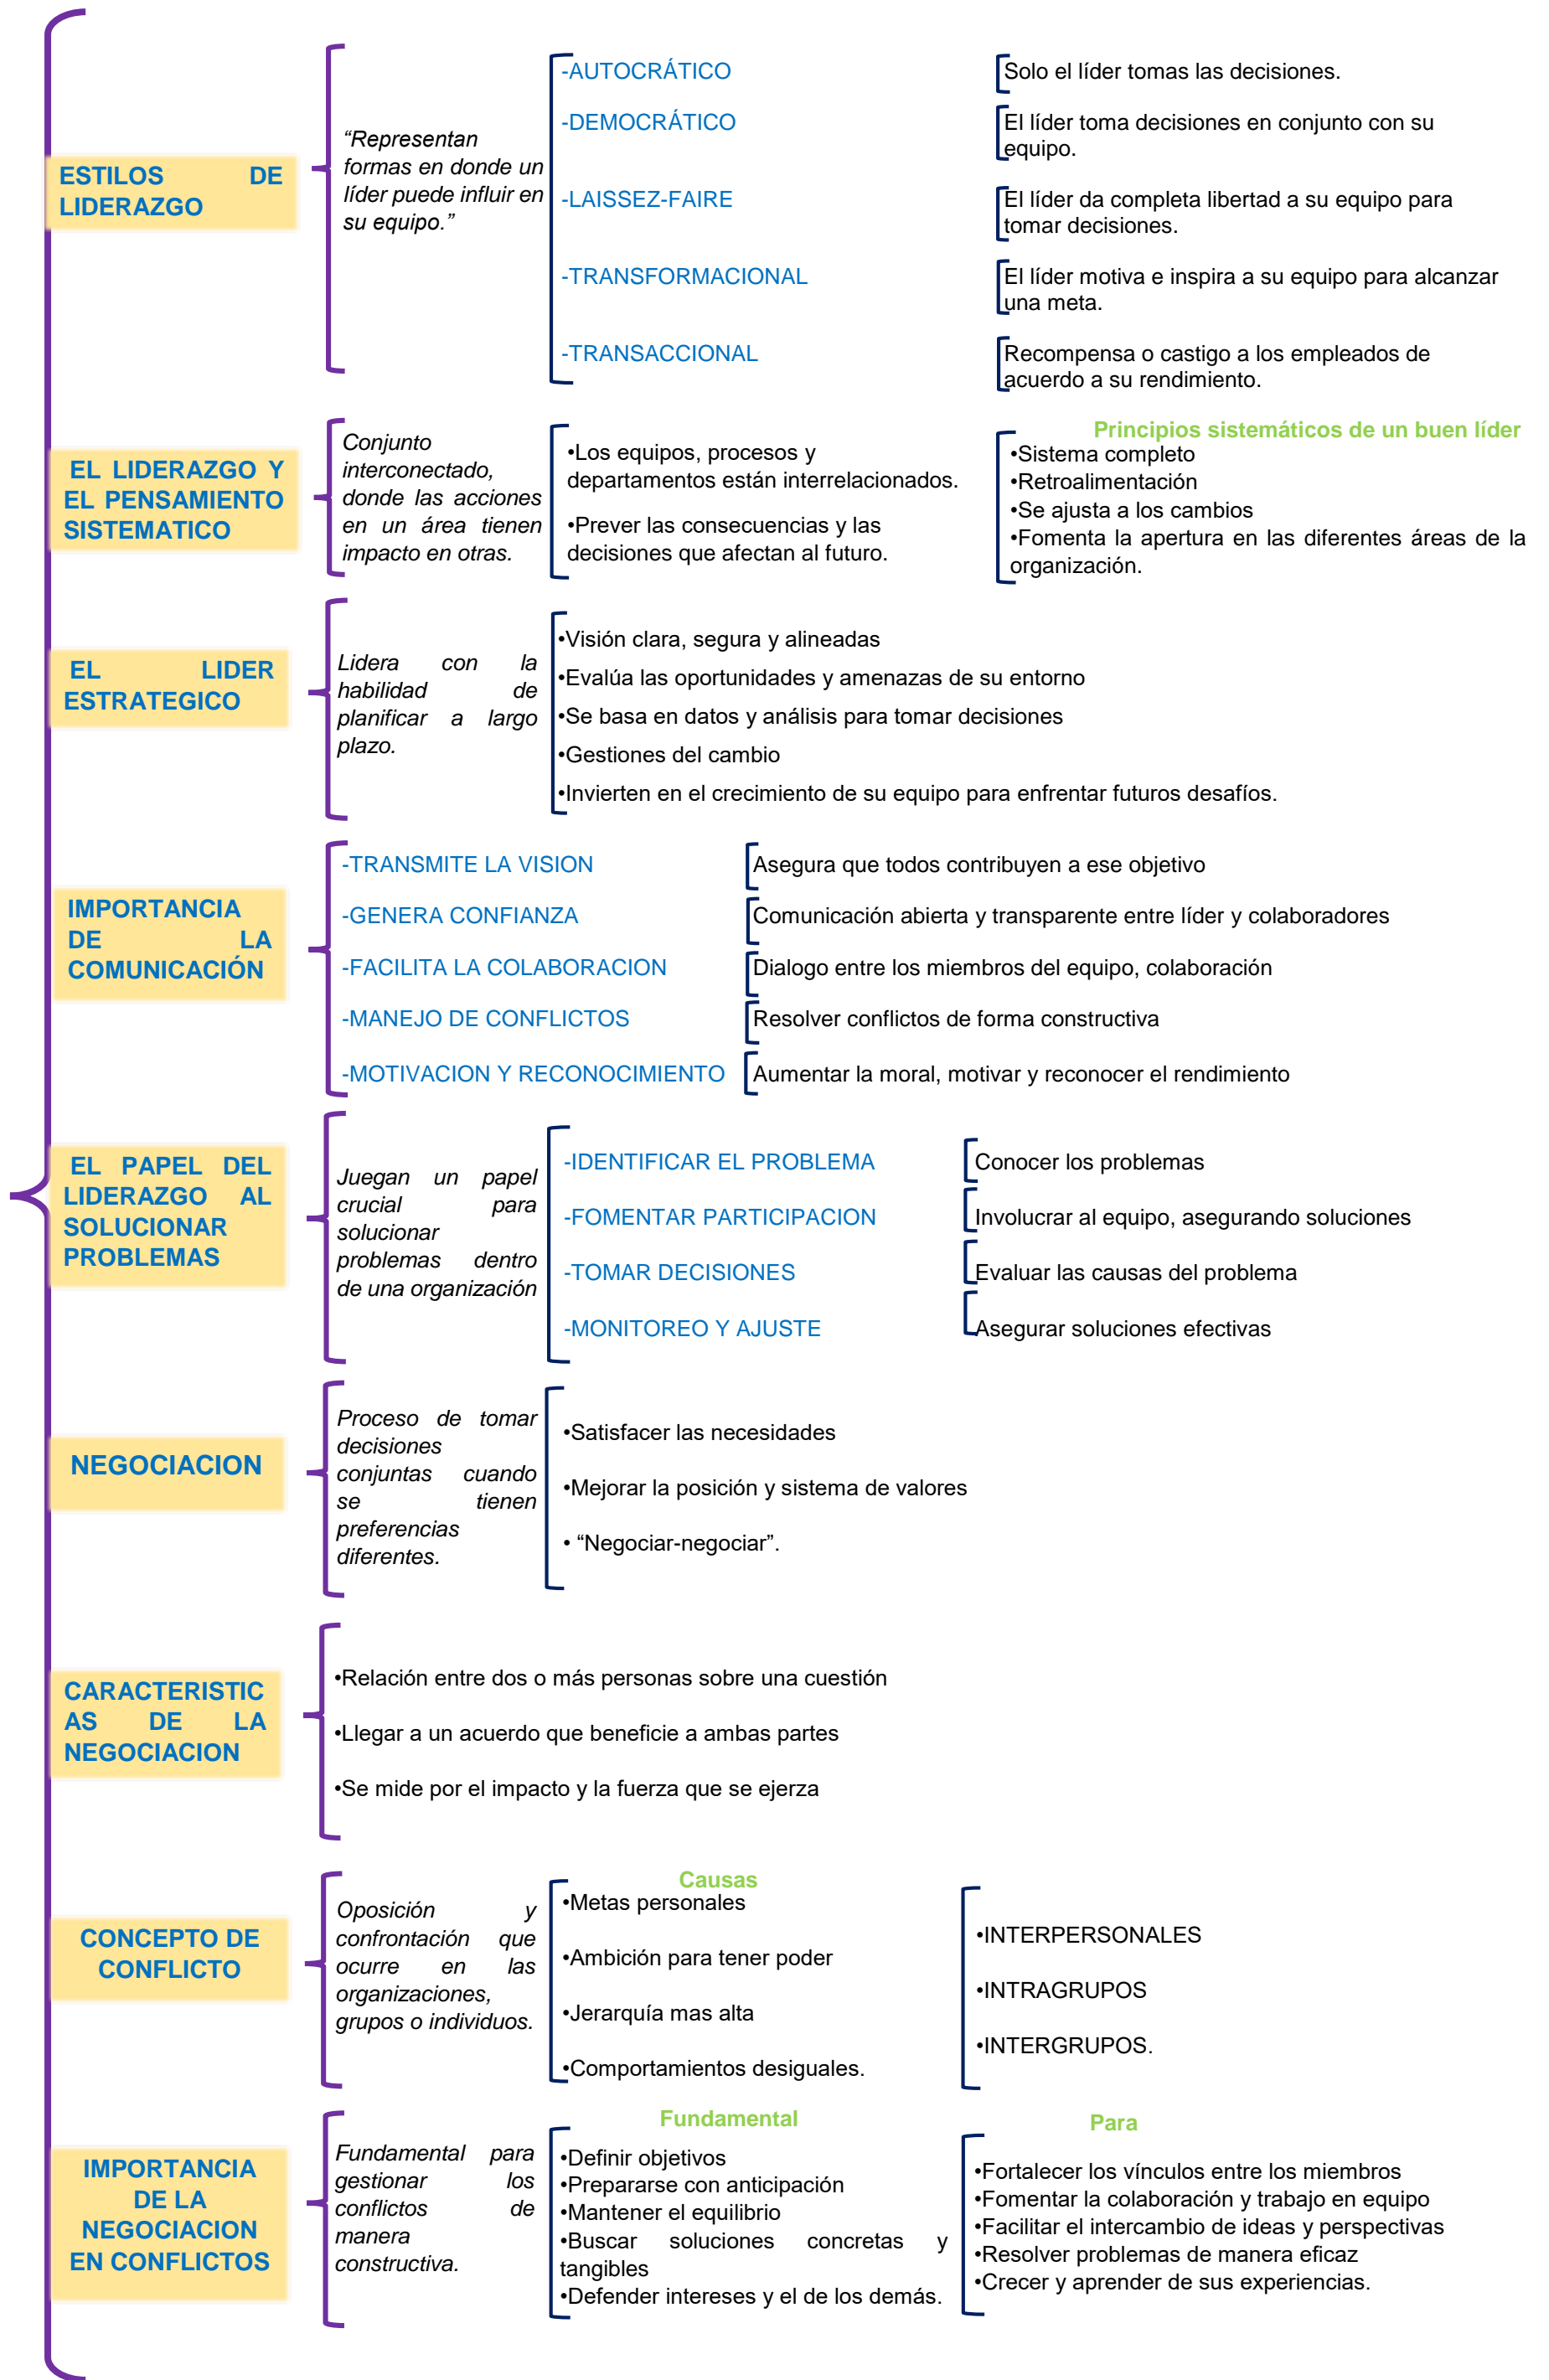 ESTILOS DE
LIDERAZGO
“Representan
formas en donde un
líder puede influir en
su equipo.”
-AUTOCRÁTICO
Solo el líder tomas las decisiones.
-DEMOCRÁTICO
El líder toma decisiones en conjunto con su
equipo.
-LAISSEZ-FAIRE
El líder da completa libertad a su equipo para
tomar decisiones.
-TRANSFORMACIONAL
El líder motiva e inspira a su equipo para alcanzar
una meta.
-TRANSACCIONAL
Recompensa o castigo a los empleados de
acuerdo a su rendimiento.
EL LIDERAZGO Y
EL PENSAMIENTO
SISTEMATICO
Conjunto
interconectado,
donde las acciones
en un área tienen
impacto en otras.
•Los equipos, procesos y
departamentos están interrelacionados.
•Prever las consecuencias y las
decisiones que afectan al futuro.
Principios sistemáticos de un buen líder
•Sistema completo
•Retroalimentación
•Se ajusta a los cambios
•Fomenta la apertura en las diferentes áreas de la
organización.
EL LIDER
ESTRATEGICO
Lidera con la
habilidad de
planificar a largo
plazo.
•Visión clara, segura y alineadas
•Evalúa las oportunidades y amenazas de su entorno
•Se basa en datos y análisis para tomar decisiones
•Gestiones del cambio
•Invierten en el crecimiento de su equipo para enfrentar futuros desafíos.
IMPORTANCIA
DE LA
COMUNICACIÓN
-TRANSMITE LA VISION
Asegura que todos contribuyen a ese objetivo
-GENERA CONFIANZA
Comunicación abierta y transparente entre líder y colaboradores
-FACILITA LA COLABORACION
Dialogo entre los miembros del equipo, colaboración
-MANEJO DE CONFLICTOS
Resolver conflictos de forma constructiva
-MOTIVACION Y RECONOCIMIENTO
Aumentar la moral, motivar y reconocer el rendimiento
EL PAPEL DEL
LIDERAZGO AL
SOLUCIONAR
PROBLEMAS
Juegan un papel
crucial para
solucionar
problemas dentro
de una organización
-IDENTIFICAR EL PROBLEMA
Conocer los problemas
-FOMENTAR PARTICIPACION
Involucrar al equipo, asegurando soluciones
-TOMAR DECISIONES
Evaluar las causas del problema
-MONITOREO Y AJUSTE
Asegurar soluciones efectivas
NEGOCIACION
Proceso de tomar
decisiones
conjuntas cuando
se tienen
preferencias
diferentes.
•Satisfacer las necesidades
•Mejorar la posición y sistema de valores
• “Negociar-negociar”.
CARACTERISTIC
AS DE LA
NEGOCIACION
•Relación entre dos o más personas sobre una cuestión
•Llegar a un acuerdo que beneficie a ambas partes
•Se mide por el impacto y la fuerza que se ejerza
CONCEPTO DE
CONFLICTO
Oposición y
confrontación que
ocurre en las
organizaciones,
grupos o individuos.
Causas
•Metas personales
•Ambición para tener poder
•Jerarquía mas alta
•Comportamientos desiguales.
•INTERPERSONALES
•INTRAGRUPOS
•INTERGRUPOS.
IMPORTANCIA
DE LA
NEGOCIACION
EN CONFLICTOS
Fundamental para
gestionar los
conflictos de
manera
constructiva.
Fundamental
•Definir objetivos
•Prepararse con anticipación
•Mantener el equilibrio
•Buscar soluciones concretas y
tangibles
•Defender intereses y el de los demás.
Para
•Fortalecer los vínculos entre los miembros
•Fomentar la colaboración y trabajo en equipo
•Facilitar el intercambio de ideas y perspectivas
•Resolver problemas de manera eficaz
•Crecer y aprender de sus experiencias.